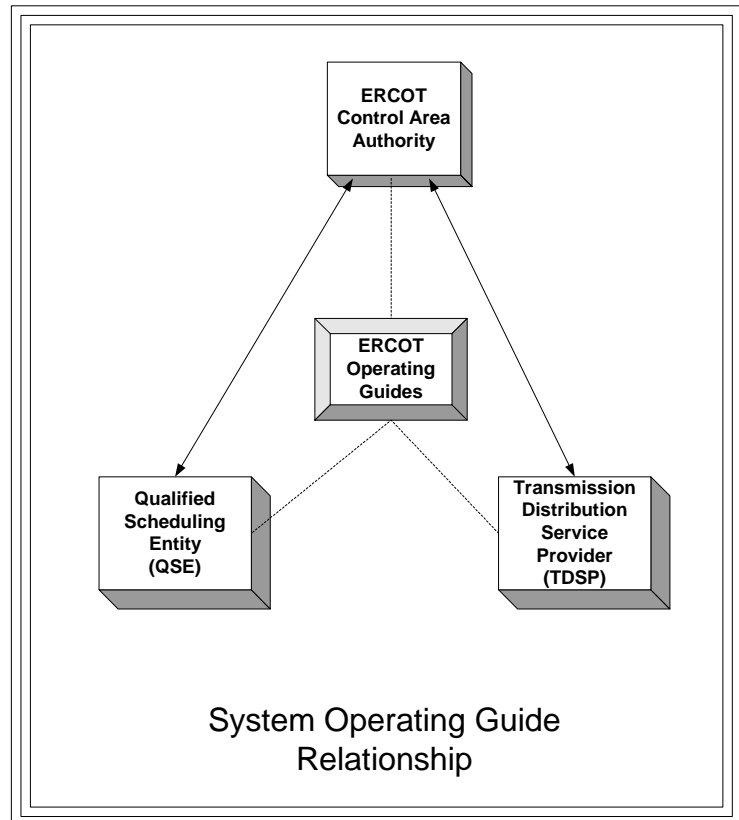 ERCOT
Control Area
Authority
ERCOT
Operating
Guides
Qualified
Scheduling
Entity
(QSE)
Transmission
Distribution
Service
Provider
(TDSP)
System Operating Guide
Relationship